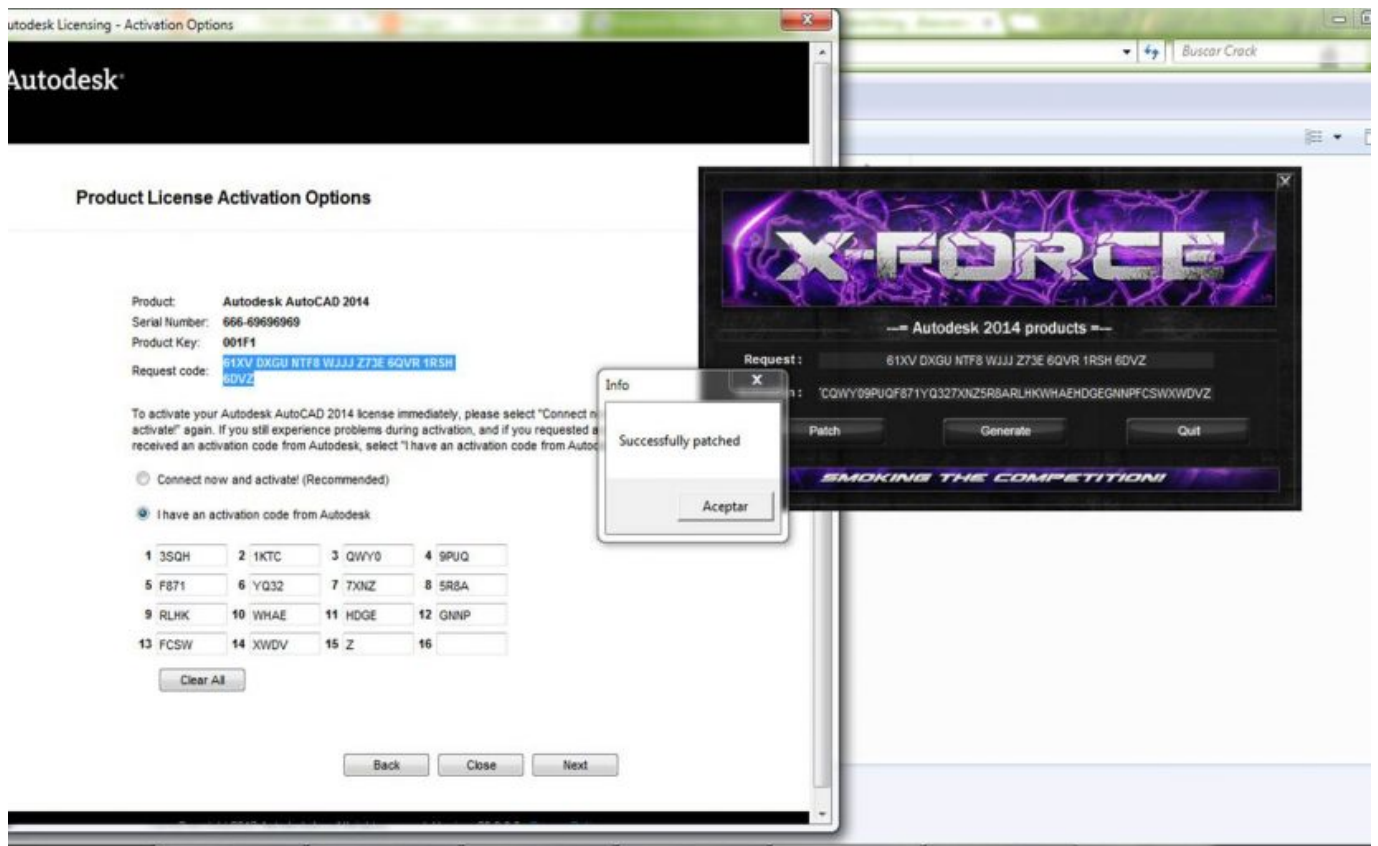 utodesk Licensing - Activation Options
Buscar Crack
Autodesk
Product License Activation Options
Product: Autodesk AutoCAD 2014
Serial Number: 666-69696969
Product Key: 001F1
Request code: 61XV DXGU NTF8 WJJJ Z73E 6QVR 1RSH
6DVZ
To activate your Autodesk AutoCAD 2014 license immediately, please select "Connect n
activate!" again. If you still experience problems during activation, and if you requested a
received an activation code from Autodesk, select "I have an activation code from Autod
Connect now and activate! (Recommended)
I have an activation code from Autodesk
1 3SQH 2 1KTC 3 QWY0 4 9PUQ
5 F871 6 YQ32 7 7XNZ 8 5R8A
9 RLHK 10 WHAE 11 HDGE 12 GNNP
13 FCSW 14 XWDV 15 Z 16
Clear All
Back Close Next
Info
Successfully patched
Aceptar
X-FORCE
--= Autodesk 2014 products =--
Request : 61XV DXGU NTF8 WJJJ Z73E 6QVR 1RSH 6DVZ
TCQWY09PUQF871YQ327XNZ5R8ARLHKWHAEHDGEGNNPFCSWXWDVZ
Patch Generate Quit
SMOKING THE COMPETITION!